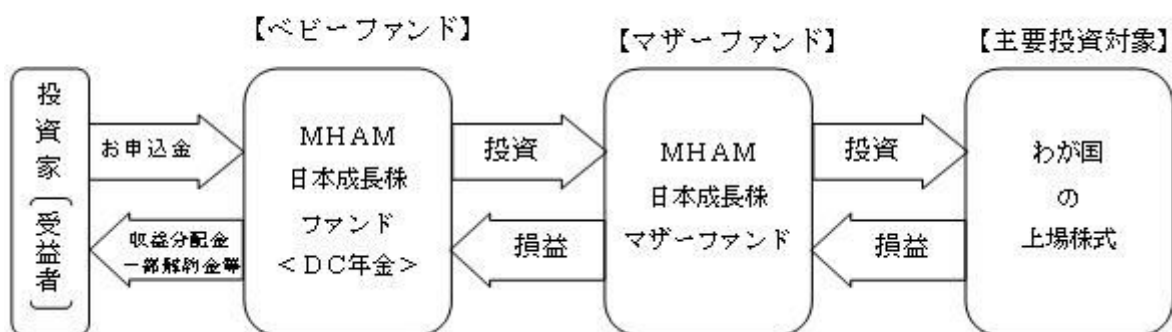 【ベビーファンド】
【マザーファンド】
【主要投資対象】
投資家〔受益者〕
お申込金
収益分配金
一部解約金等
MHAM
日本成長株
ファンド
<DC年金>
投資
損益
MHAM
日本成長株
マザーファンド
投資
損益
わが国
の
上場株式